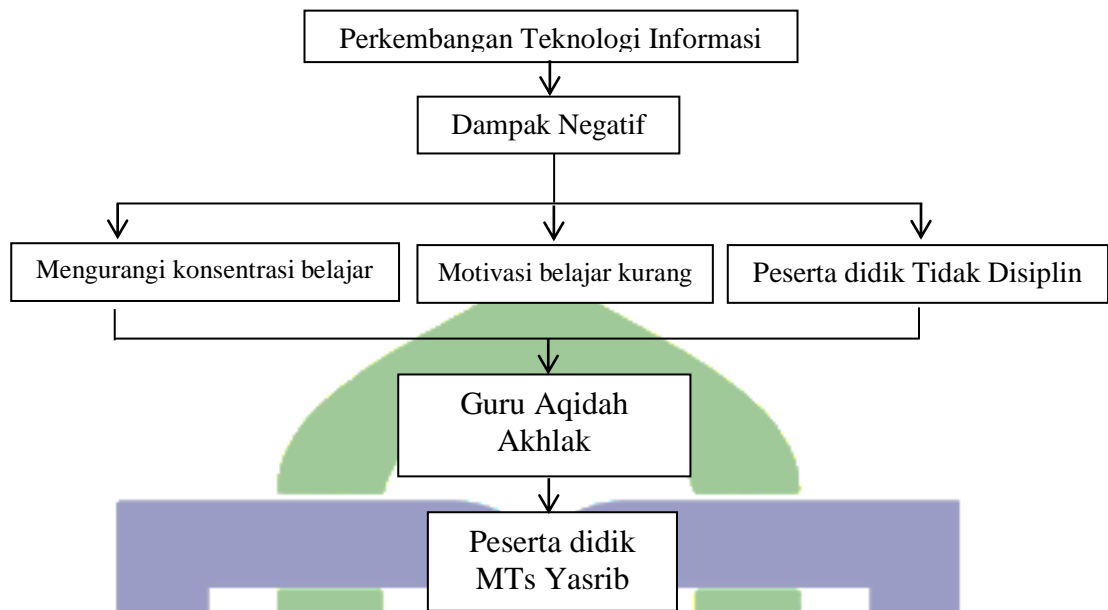 Perkembangan Teknologi Informasi
Dampak Negatif
Mengurangi konsentrasi belajar
Motivasi belajar kurang
Peserta didik Tidak Disiplin
Guru Aqidah
Akhlak
Peserta didik
MTs Yasrib